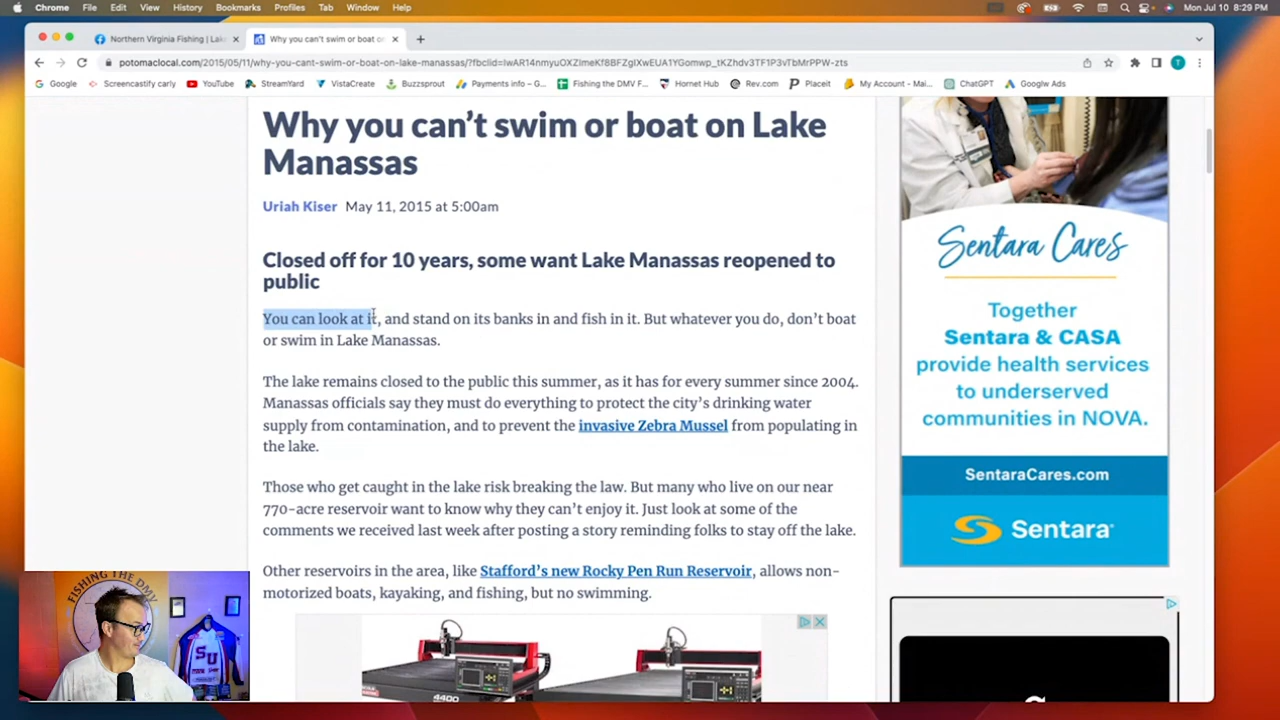 Chrome File Edit View History Bookmarks Profiles Tab Window Help Mon Jul 10 8:29 PM
Northern Virginia Fishing | Lake Why you can't swim or boat on
potomaclocal.com/2015/05/11/why-you-cant-swim-or-boat-on-lake-manassas/
Google Screencastify carly YouTube StreamYard VistaCreate Buzzsprout Payments info – G... Fishing the DMV F... Hornet Hub Rev.com Placeit My Account - Mai... ChatGPT Googlw Ads
Why you can't swim or boat on Lake
Manassas
Uriah Kiser May 11, 2015 at 5:00am
Closed off for 10 years, some want Lake Manassas reopened to
public
You can look at it, and stand on its banks in and fish in it. But whatever you do, don't boat
or swim in Lake Manassas.
The lake remains closed to the public this summer, as it has for every summer since 2004.
Manassas officials say they must do everything to protect the city's drinking water
supply from contamination, and to prevent the invasive Zebra Mussel from populating in
the lake.
Those who get caught in the lake risk breaking the law. But many who live on our near
770-acre reservoir want to know why they can't enjoy it. Just look at some of the
comments we received last week after posting a story reminding folks to stay off the lake.
Other reservoirs in the area, like Stafford's new Rocky Pen Run Reservoir, allows non-
motorized boats, kayaking, and fishing, but no swimming.
4400
Sentara Cares
Together
Sentara & CASA
provide health services
to underserved
communities in NOVA.
SentaraCares.com
Sentara
FISHING THE DMV
SU